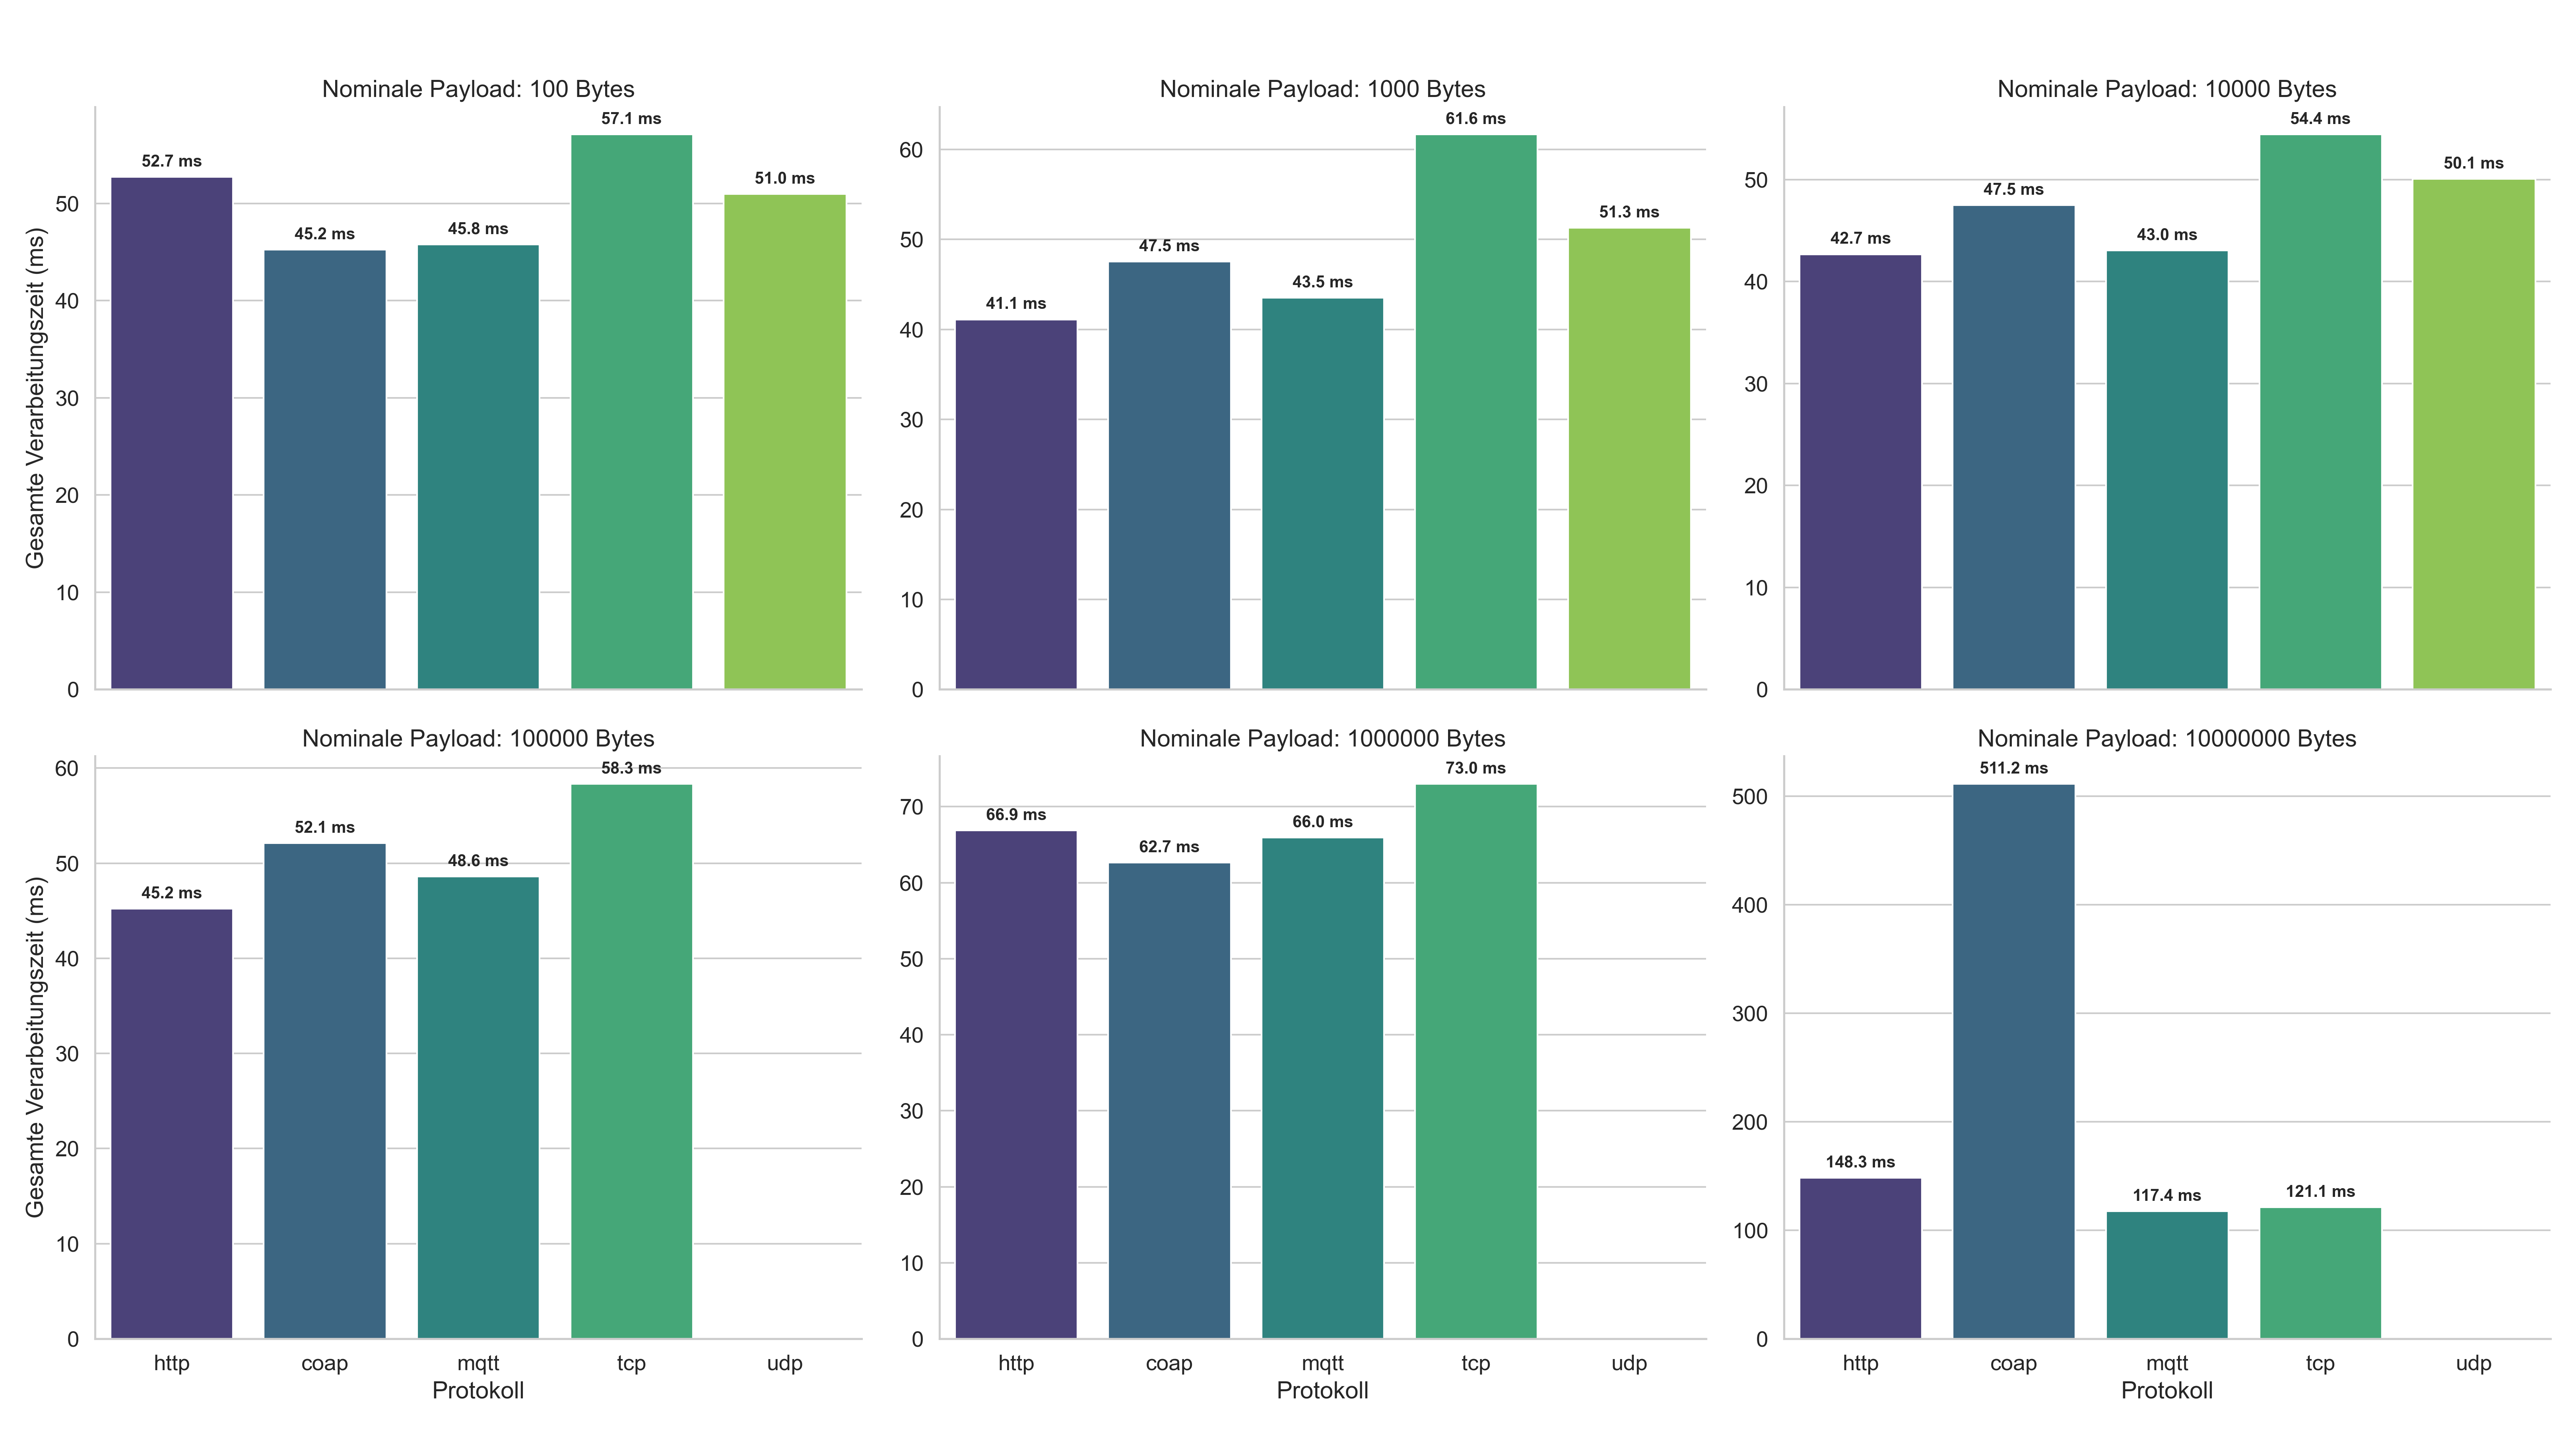 Nominale Payload: 100 Bytes
Gesamte Verarbeitungszeit (ms)
50
40
30
20
10
0
52.7 ms
45.2 ms
45.8 ms
57.1 ms
51.0 ms
Nominale Payload: 1000 Bytes
60
50
40
30
20
10
0
41.1 ms
47.5 ms
43.5 ms
61.6 ms
51.3 ms
Nominale Payload: 10000 Bytes
50
40
30
20
10
0
42.7 ms
47.5 ms
43.0 ms
54.4 ms
50.1 ms
Nominale Payload: 100000 Bytes
Gesamte Verarbeitungszeit (ms)
60
50
40
30
20
10
0
45.2 ms
52.1 ms
48.6 ms
58.3 ms
http coap mqtt tcp udp
Protokoll
Nominale Payload: 1000000 Bytes
70
60
50
40
30
20
10
0
66.9 ms
62.7 ms
66.0 ms
73.0 ms
http coap mqtt tcp udp
Protokoll
Nominale Payload: 10000000 Bytes
500
400
300
200
100
0
148.3 ms
511.2 ms
117.4 ms
121.1 ms
http coap mqtt tcp udp
Protokoll